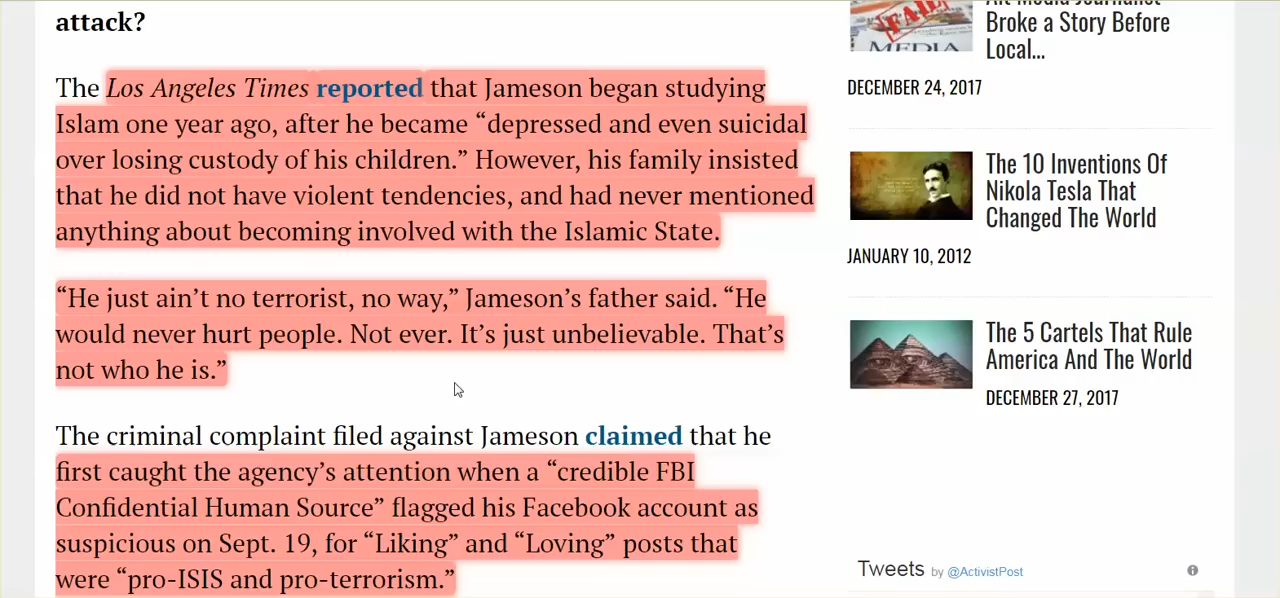 attack?
The Los Angeles Times reported that Jameson began studying
Islam one year ago, after he became “depressed and even suicidal
over losing custody of his children.” However, his family insisted
that he did not have violent tendencies, and had never mentioned
anything about becoming involved with the Islamic State.
“He just ain’t no terrorist, no way,” Jameson’s father said. “He
would never hurt people. Not ever. It’s just unbelievable. That’s
not who he is.”
The criminal complaint filed against Jameson claimed that he
first caught the agency’s attention when a “credible FBI
Confidential Human Source” flagged his Facebook account as
suspicious on Sept. 19, for “Liking” and “Loving” posts that
were “pro-ISIS and pro-terrorism.”
FAIL
MEDIA
Alt Media Journalist
Broke a Story Before
Local...
DECEMBER 24, 2017
The 10 Inventions Of
Nikola Tesla That
Changed The World
JANUARY 10, 2012
The 5 Cartels That Rule
America And The World
DECEMBER 27, 2017
Tweets by @ActivistPost